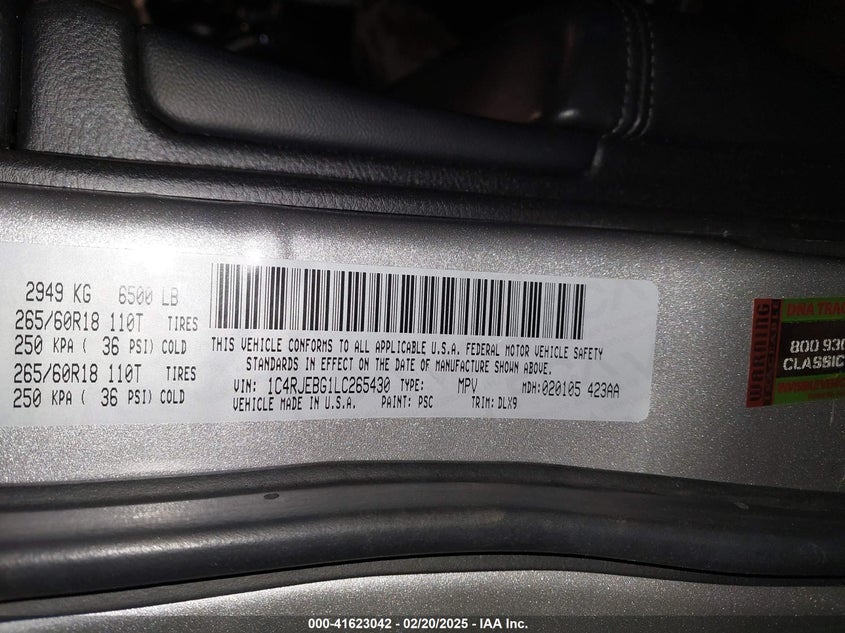 2949 KG 6500 LB
265/60R18 110T TIRES
250 KPA ( 36 PSI) COLD
265/60R18 110T TIRES
250 KPA ( 36 PSI) COLD
THIS VEHICLE CONFORMS TO ALL APPLICABLE U.S.A. FEDERAL MOTOR VEHICLE SAFETY
STANDARDS IN EFFECT ON THE DATE OF MANUFACTURE SHOWN ABOVE.
VIN: 1C4RJEBG1LC265430 TYPE: MPV MDH: 020105 423AA
VEHICLE MADE IN U.S.A. PAINT: PSC TRIM: DLX9
WARNING
DNA TRAC
800 930
CLASSIC
000-41623042 — 02/20/2025 — IAA Inc.